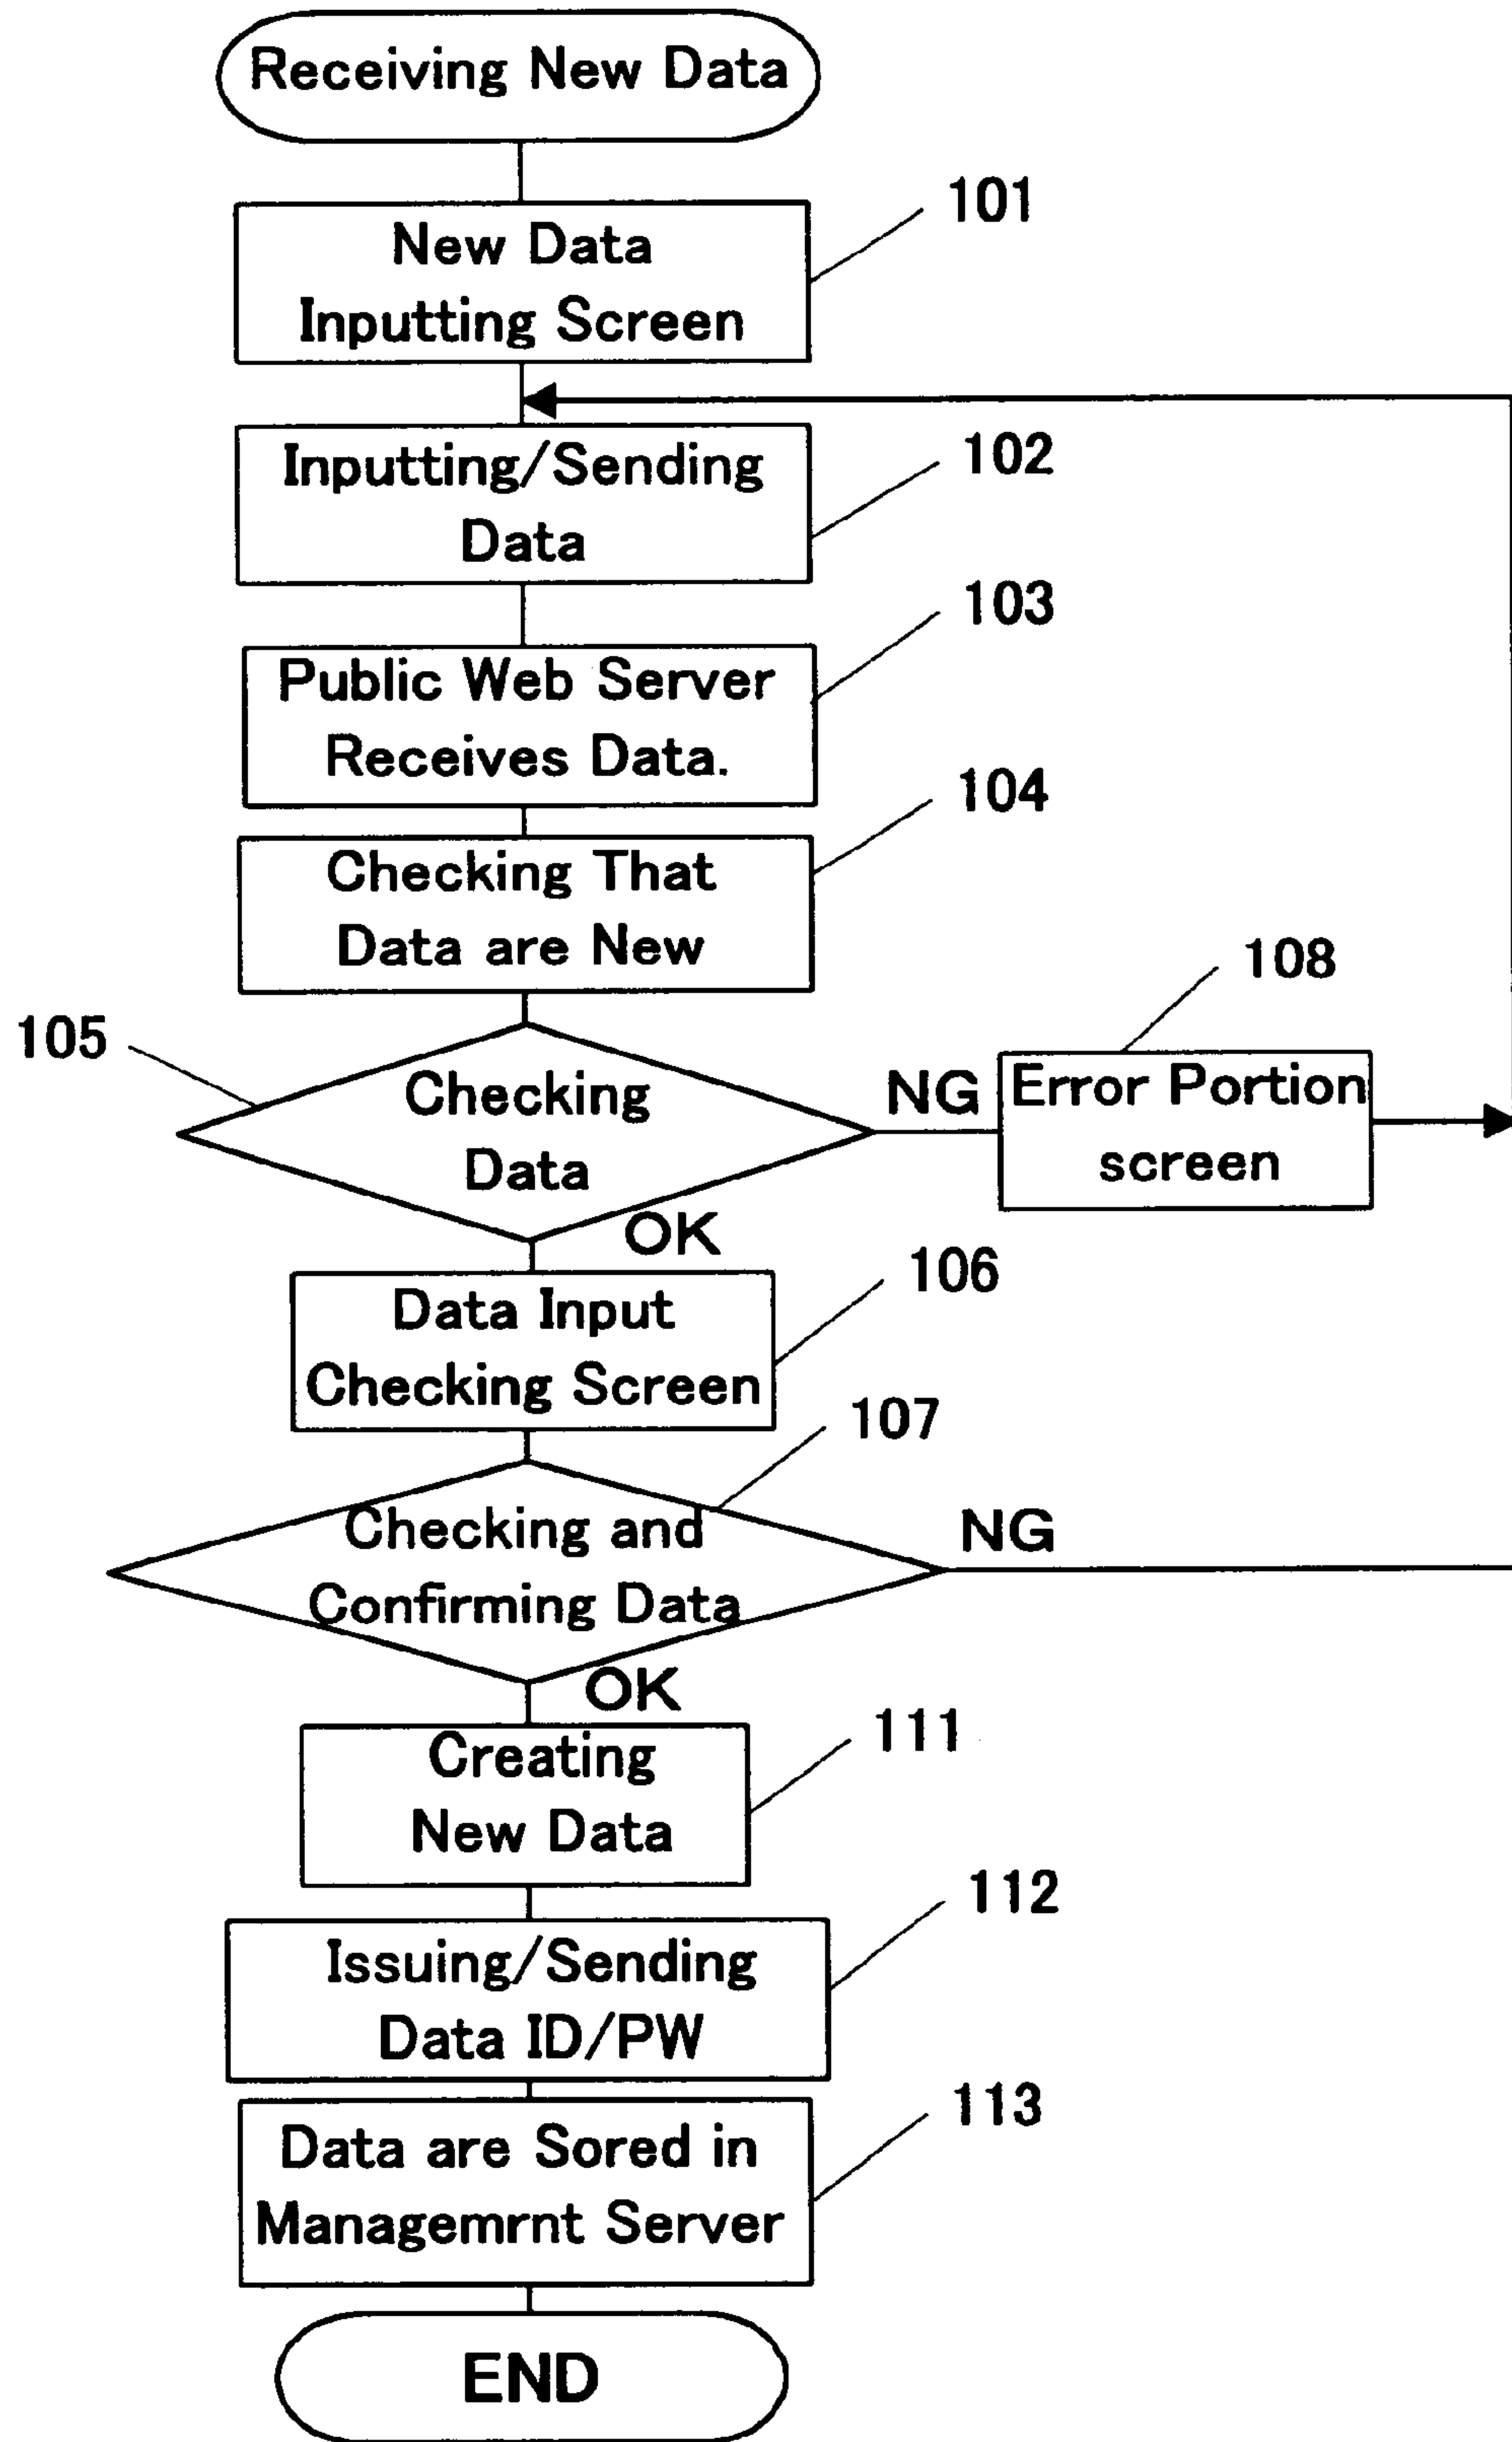 Receiving New Data
101
New Data
Inputting Screen
102
Inputting/Sending
Data
103
Public Web Server
Receives Data.
104
Checking That
Data are New
105
Checking
Data
NG
108
Error Portion
screen
OK
106
Data Input
Checking Screen
107
Checking and
Confirming Data
NG
OK
111
Creating
New Data
112
Issuing/Sending
Data ID/PW
113
Data are Sored in
Managemrnt Server
END